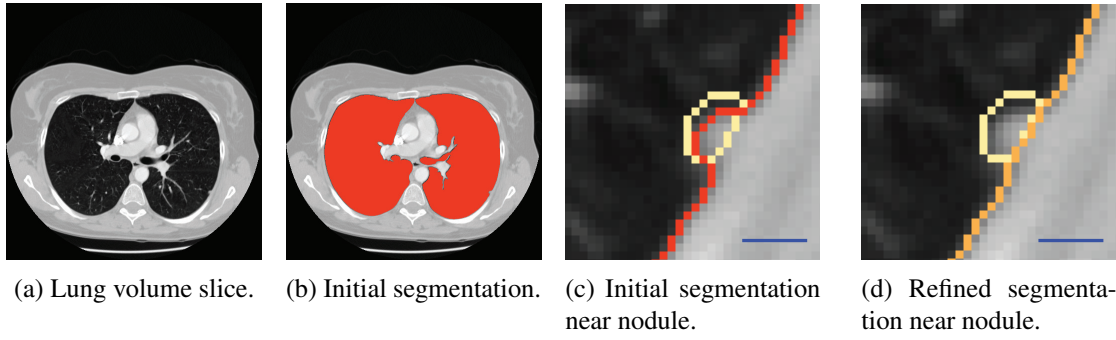 (a) Lung volume slice.
(b) Initial segmentation.
(c) Initial segmentation
near nodule.
(d) Refined segmenta-
tion near nodule.